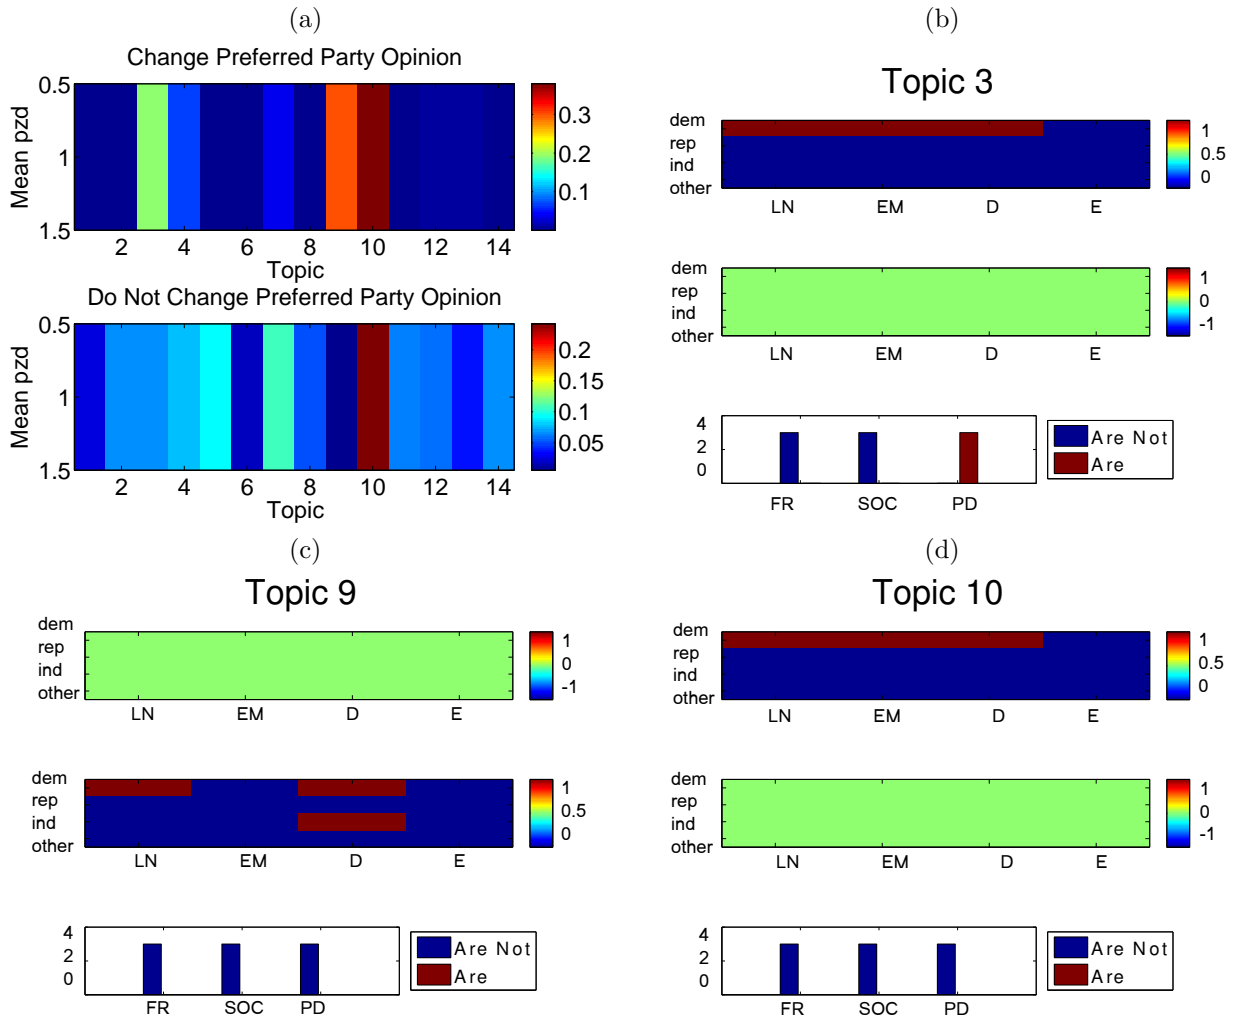 (a)
Change Preferred Party Opinion
Mean pzd
0.5
1
1.5
2 4 6 8 10 12 14
Topic
0.3
0.2
0.1
Do Not Change Preferred Party Opinion
Mean pzd
0.5
1
1.5
2 4 6 8 10 12 14
Topic
0.2
0.15
0.1
0.05
(b)
Topic 3
dem
rep
ind
other
LN EM D E
1
0.5
0
dem
rep
ind
other
LN EM D E
1
0
-1
4
2
0
FR SOC PD
Are Not
Are
(c)
Topic 9
dem
rep
ind
other
LN EM D E
1
0
-1
dem
rep
ind
other
LN EM D E
1
0.5
0
4
2
0
FR SOC PD
Are Not
Are
(d)
Topic 10
dem
rep
ind
other
LN EM D E
1
0.5
0
dem
rep
ind
other
LN EM D E
1
0
-1
4
2
0
FR SOC PD
Are Not
Are